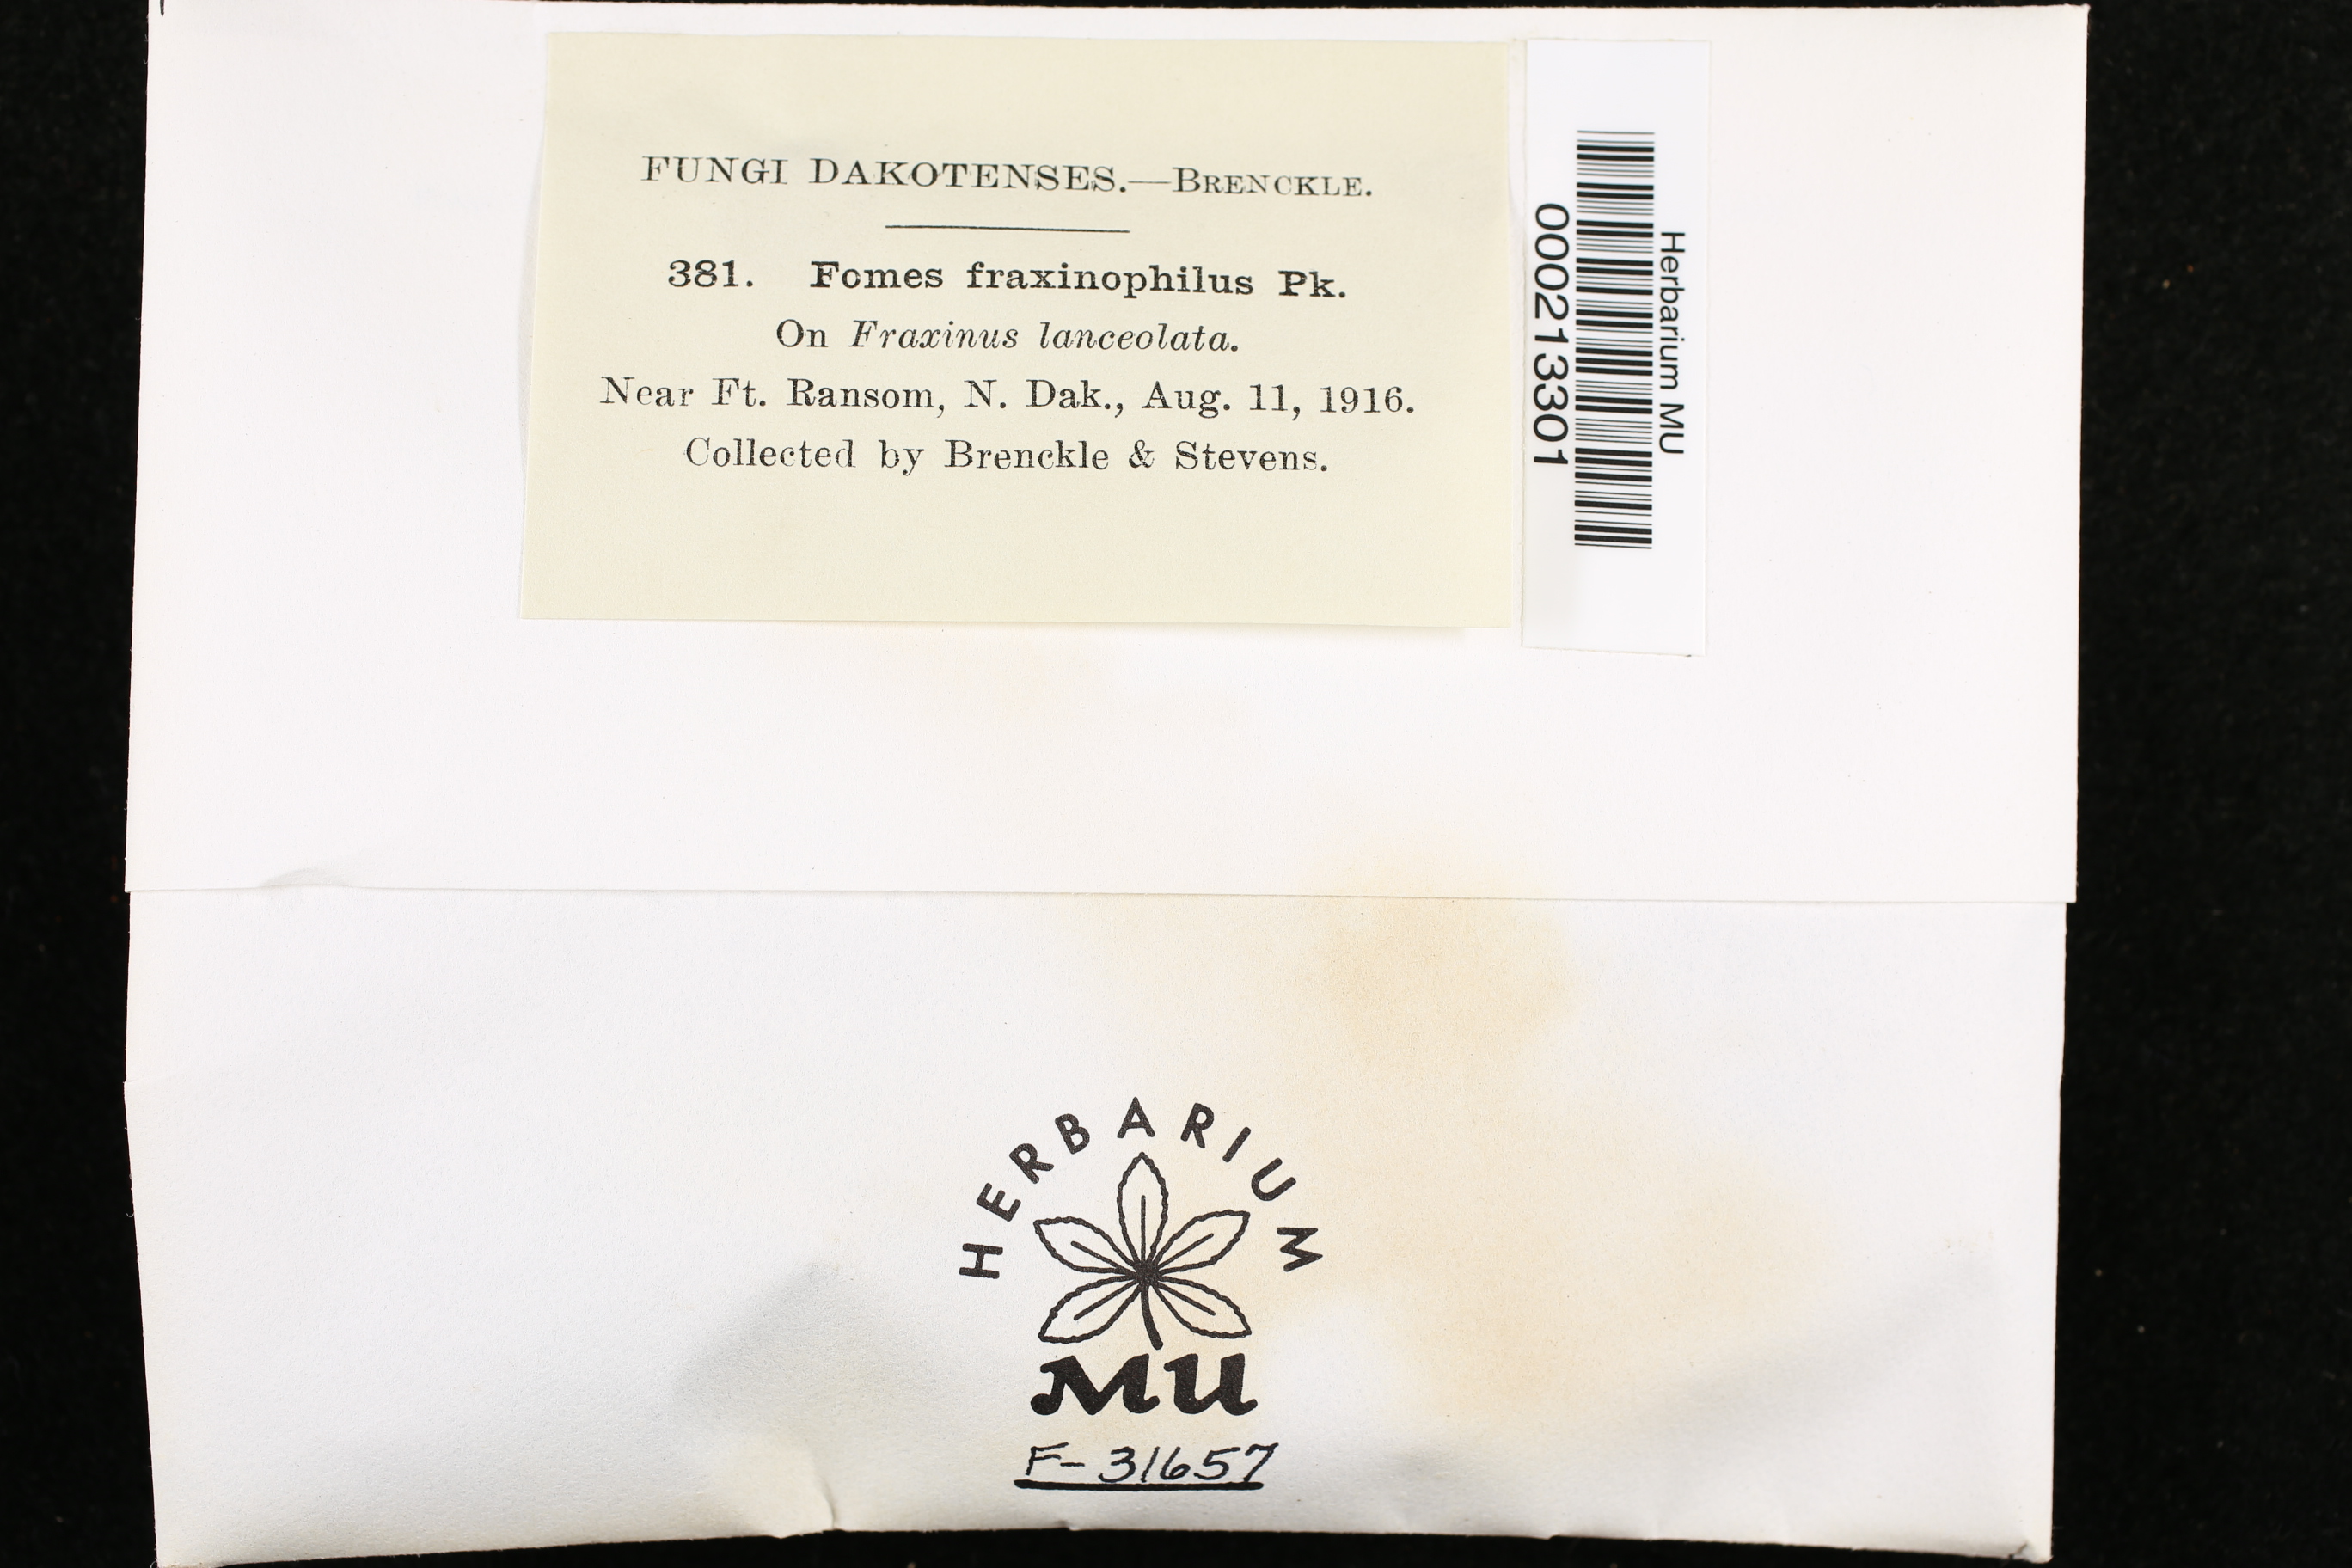 FUNGI DAKOTENSES.—BRENCKLE.
381. Fomes fraxinophilus Pk.
On Fraxinus lanceolata.
Near Ft. Ransom, N. Dak., Aug. 11, 1916.
Collected by Brenckle & Stevens.
Herbarium MU
000213301
HERBARIUM
MU
F-31657